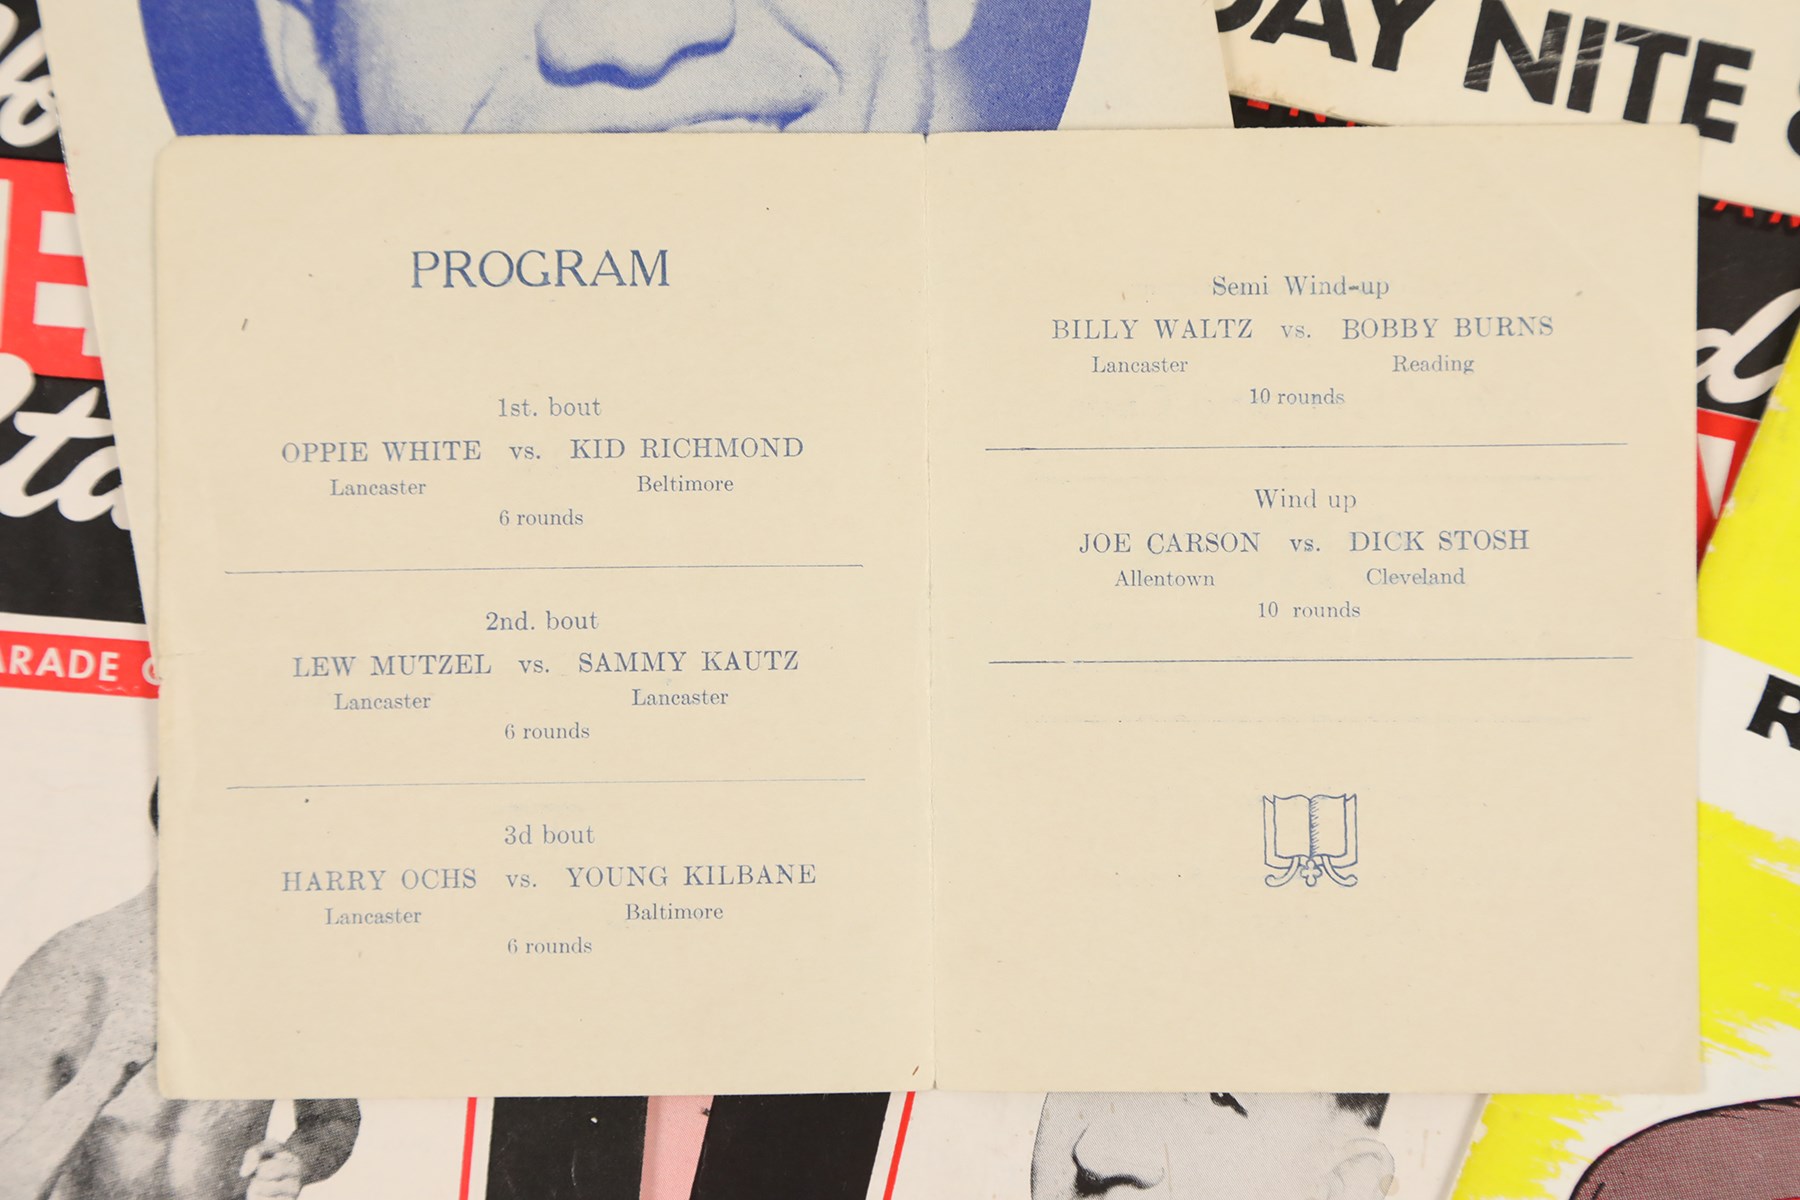 DAY NITE
PROGRAM
1st. bout
OPPIE WHITE vs. KID RICHMOND
Lancaster Beltimore
6 rounds
2nd. bout
LEW MUTZEL vs. SAMMY KAUTZ
Lancaster Lancaster
6 rounds
3d bout
HARRY OCHS vs. YOUNG KILBANE
Lancaster Baltimore
6 rounds
Semi Wind-up
BILLY WALTZ vs. BOBBY BURNS
Lancaster Reading
10 rounds
Wind up
JOE CARSON vs. DICK STOSH
Allentown Cleveland
10 rounds
ARADE